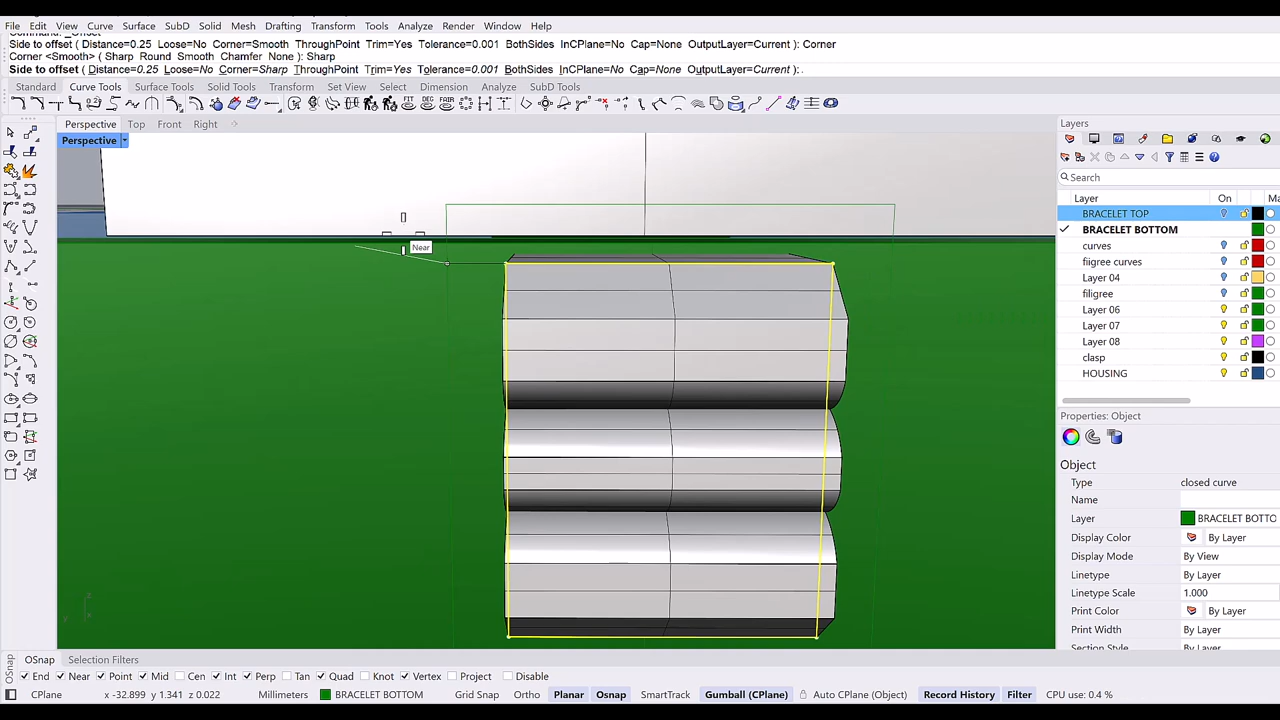 File Edit View Curve Surface SubD Solid Mesh Drafting Transform Tools Analyze Render Window Help
Side to offset ( Distance=0.25 Loose=No Corner=Smooth ThroughPoint Trim=Yes Tolerance=0.001 BothSides InCPlane=No Cap=None OutputLayer=Current ): Corner
Corner <Smooth> ( Sharp Round Smooth Chamfer None ): Sharp
Side to offset ( Distance=0.25 Loose=No Corner=Sharp ThroughPoint Trim=Yes Tolerance=0.001 BothSides InCPlane=No Cap=None OutputLayer=Current ):
Standard Curve Tools Surface Tools Solid Tools Transform Set View Select Dimension Analyze SubD Tools
Perspective Top Front Right
Perspective
Near
Layers
Search
Layer On
BRACELET TOP
BRACELET BOTTOM
curves
fiigree curves
Layer 04
filigree
Layer 06
Layer 07
Layer 08
clasp
HOUSING
Properties: Object
Object
Type closed curve
Name
Layer BRACELET BOTTO
Display Color By Layer
Display Mode By View
Linetype By Layer
Linetype Scale 1.000
Print Color By Layer
Print Width By Layer
Section Style
OSnap
OSnap Selection Filters
End Near Point Mid Cen Int Perp Tan Quad Knot Vertex Project Disable
CPlane x -32.899 y 1.341 z 0.022 Millimeters BRACELET BOTTOM Grid Snap Ortho Planar Osnap SmartTrack Gumball (CPlane) Auto CPlane (Object) Record History Filter CPU use: 0.4 %